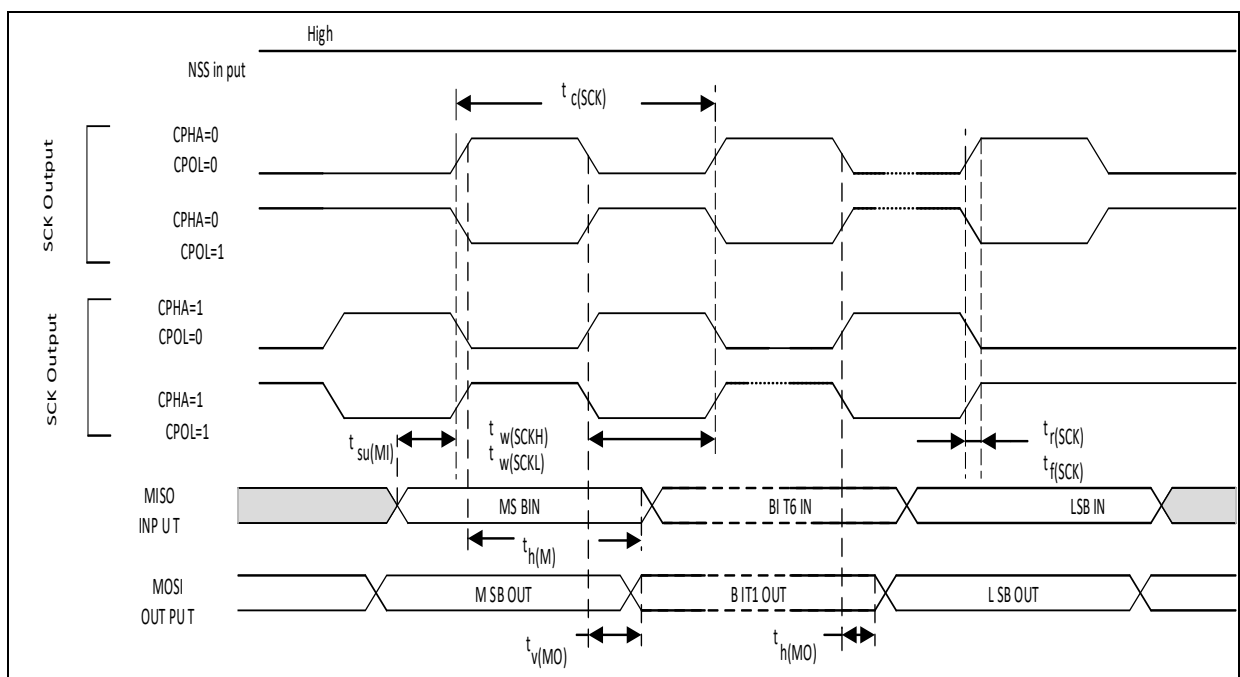 High
NSS in put
t c(SCK)
SCK Output
CPHA=0
CPOL=0
CPHA=0
CPOL=1
SCK Output
CPHA=1
CPOL=0
CPHA=1
CPOL=1
t su(MI)
t w(SCKH)
t w(SCKL)
t r(SCK)
t f(SCK)
MISO
INP U T
MS BIN
BI T6 IN
LSB IN
t h(M)
MOSI
OUT PU T
M SB OUT
B IT1 OUT
L SB OUT
t v(MO)
t h(MO)